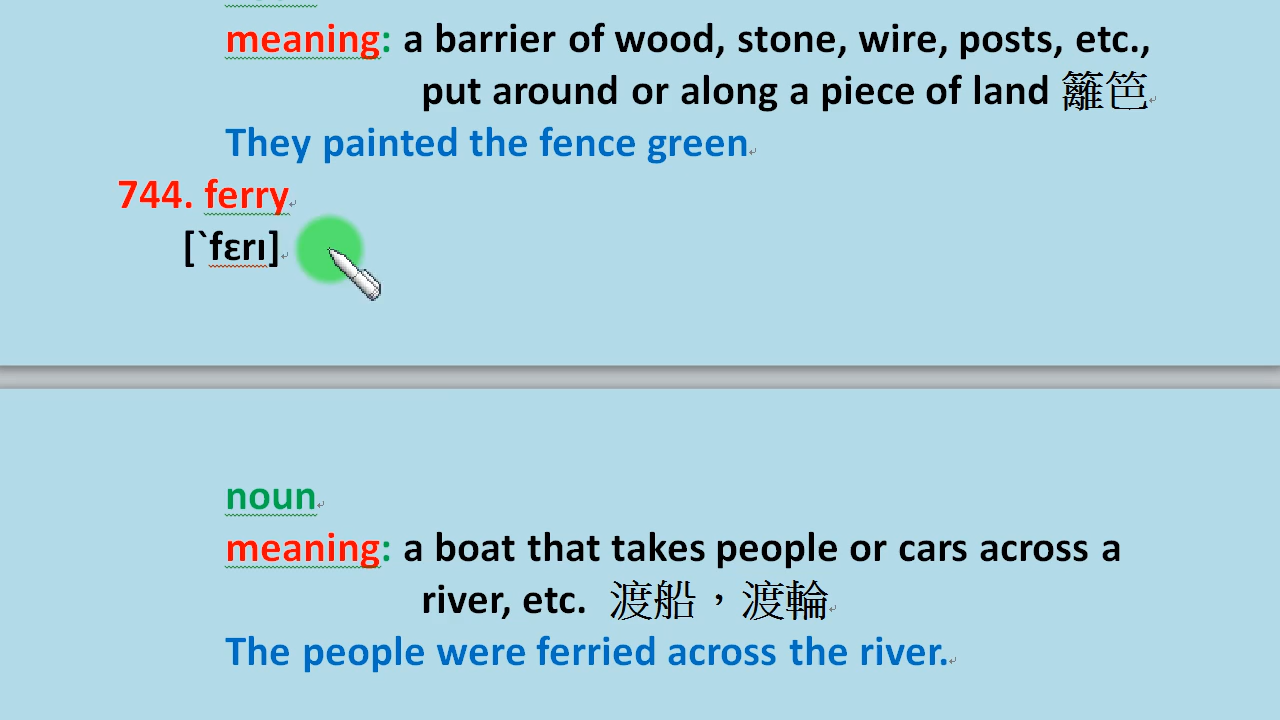 meaning: a barrier of wood, stone, wire, posts, etc.,
put around or along a piece of land 籬笆
They painted the fence green
744. ferry
[`fɛrɪ]
noun
meaning: a boat that takes people or cars across a
river, etc. 渡船，渡輪
The people were ferried across the river.